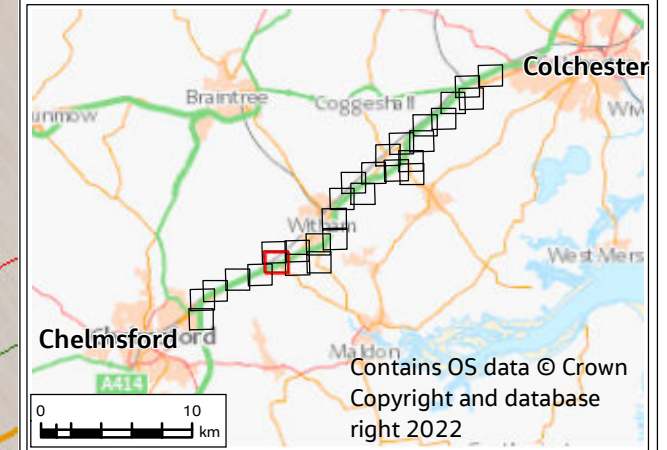 Colchester
Braintree
Coggeshall
unmow
Witham
West Mers
Chelmsford
Maldon
A414
Contains OS data © Crown
Copyright and database
right 2022
0 10
km